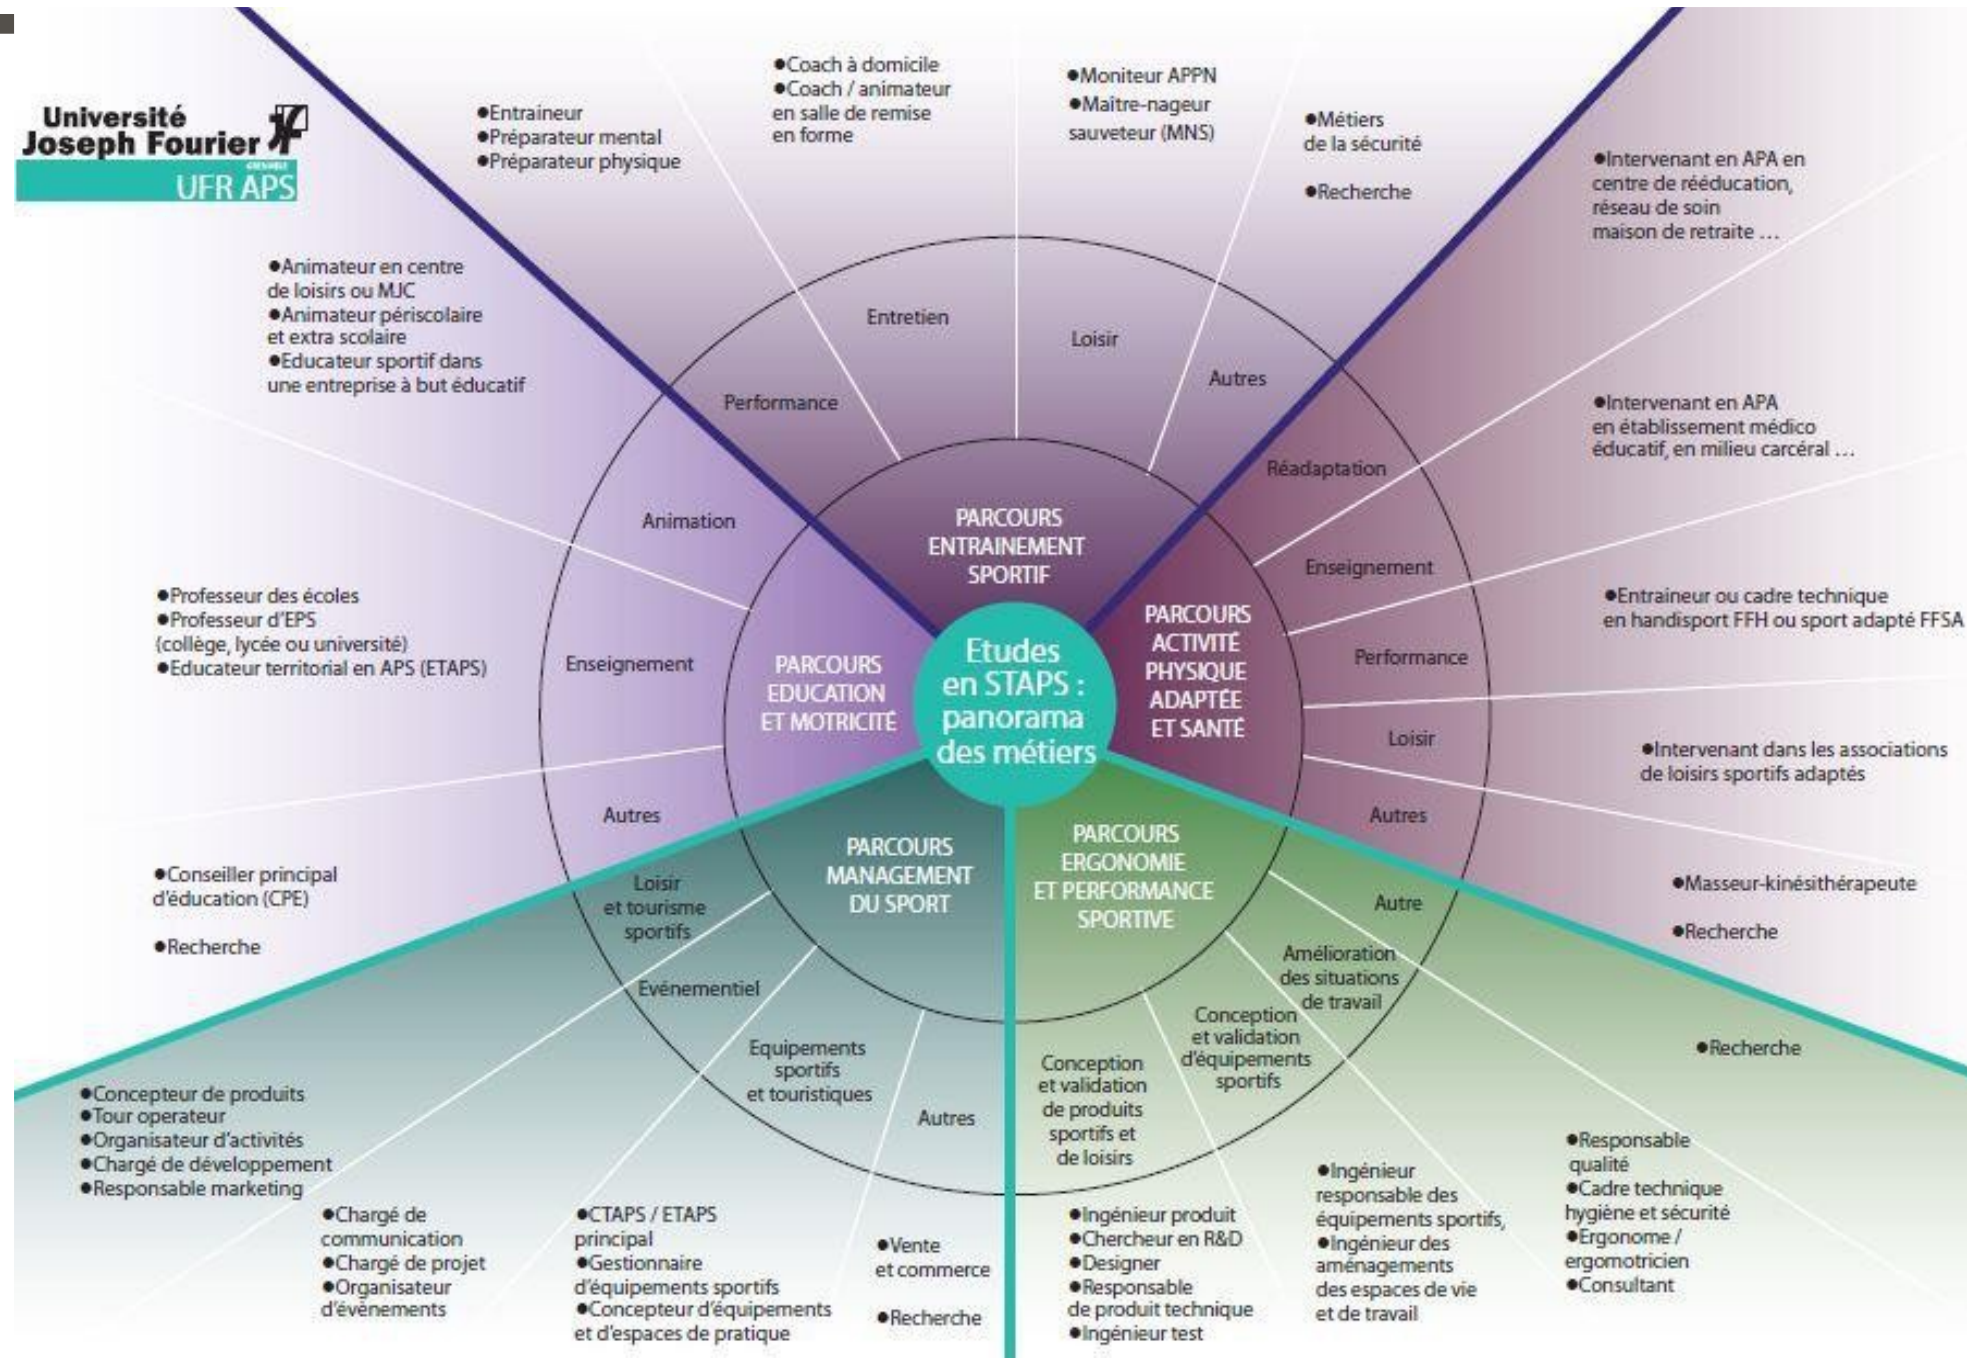 Université
Joseph Fourier
GRENOBLE
UFR APS
●Entraineur
●Préparateur mental
●Préparateur physique
●Coach à domicile
●Coach / animateur
en salle de remise
en forme
●Moniteur APPN
●Maître-nageur
sauveteur (MNS)
●Métiers
de la sécurité
●Recherche
Performance
Entretien
Loisir
Autres
PARCOURS
ENTRAINEMENT
SPORTIF
●Intervenant en APA en
centre de rééducation,
réseau de soin
maison de retraite ...
●Intervenant en APA
en établissement médico
éducatif, en milieu carcéral ...
●Entraineur ou cadre technique
en handisport FFH ou sport adapté FFSA
●Intervenant dans les associations
de loisirs sportifs adaptés
●Masseur-kinésithérapeute
●Recherche
Réadaptation
Enseignement
Performance
Loisir
Autres
PARCOURS
ACTIVITÉ
PHYSIQUE
ADAPTÉE
ET SANTÉ
●Animateur en centre
de loisirs ou MJC
●Animateur périscolaire
et extra scolaire
●Educateur sportif dans
une entreprise à but éducatif
●Professeur des écoles
●Professeur d'EPS
(collège, lycée ou université)
●Educateur territorial en APS (ETAPS)
●Conseiller principal
d'éducation (CPE)
●Recherche
Animation
Enseignement
Autres
PARCOURS
EDUCATION
ET MOTRICITÉ
Etudes
en STAPS :
panorama
des métiers
PARCOURS
MANAGEMENT
DU SPORT
Loisir
et tourisme
sportifs
Evénementiel
Equipements
sportifs
et touristiques
Autres
●Concepteur de produits
●Tour operateur
●Organisateur d'activités
●Chargé de développement
●Responsable marketing
●Chargé de
communication
●Chargé de projet
●Organisateur
d'évènements
●CTAPS / ETAPS
principal
●Gestionnaire
d'équipements sportifs
●Concepteur d'équipements
et d'espaces de pratique
●Vente
et commerce
●Recherche
PARCOURS
ERGONOMIE
ET PERFORMANCE
SPORTIVE
Autre
Amélioration
des situations
de travail
Conception
et validation
d'équipements
sportifs
Conception
et validation
de produits
sportifs et
de loisirs
●Ingénieur produit
●Chercheur en R&D
●Designer
●Responsable
de produit technique
●Ingénieur test
●Ingénieur
responsable des
équipements sportifs,
●Ingénieur des
aménagements
des espaces de vie
et de travail
●Responsable
qualité
●Cadre technique
hygiène et sécurité
●Ergonome /
ergomotricien
●Consultant
●Recherche